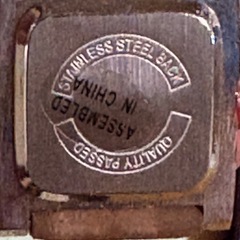 STAINLESS STEEL BACK
ASSEMBLED
IN CHINA
QUALITY PASSED